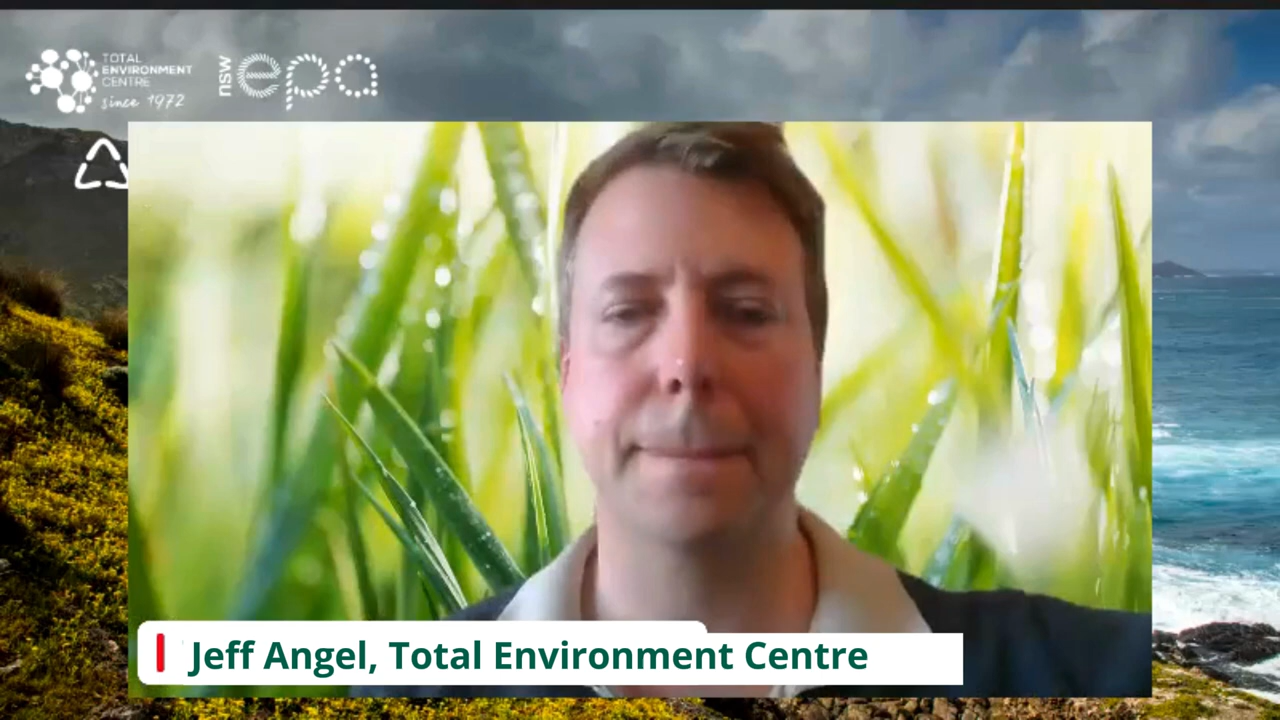 TOTAL
ENVIRONMENT
CENTRE
since 1972
nsw epa
Jeff Angel, Total Environment Centre